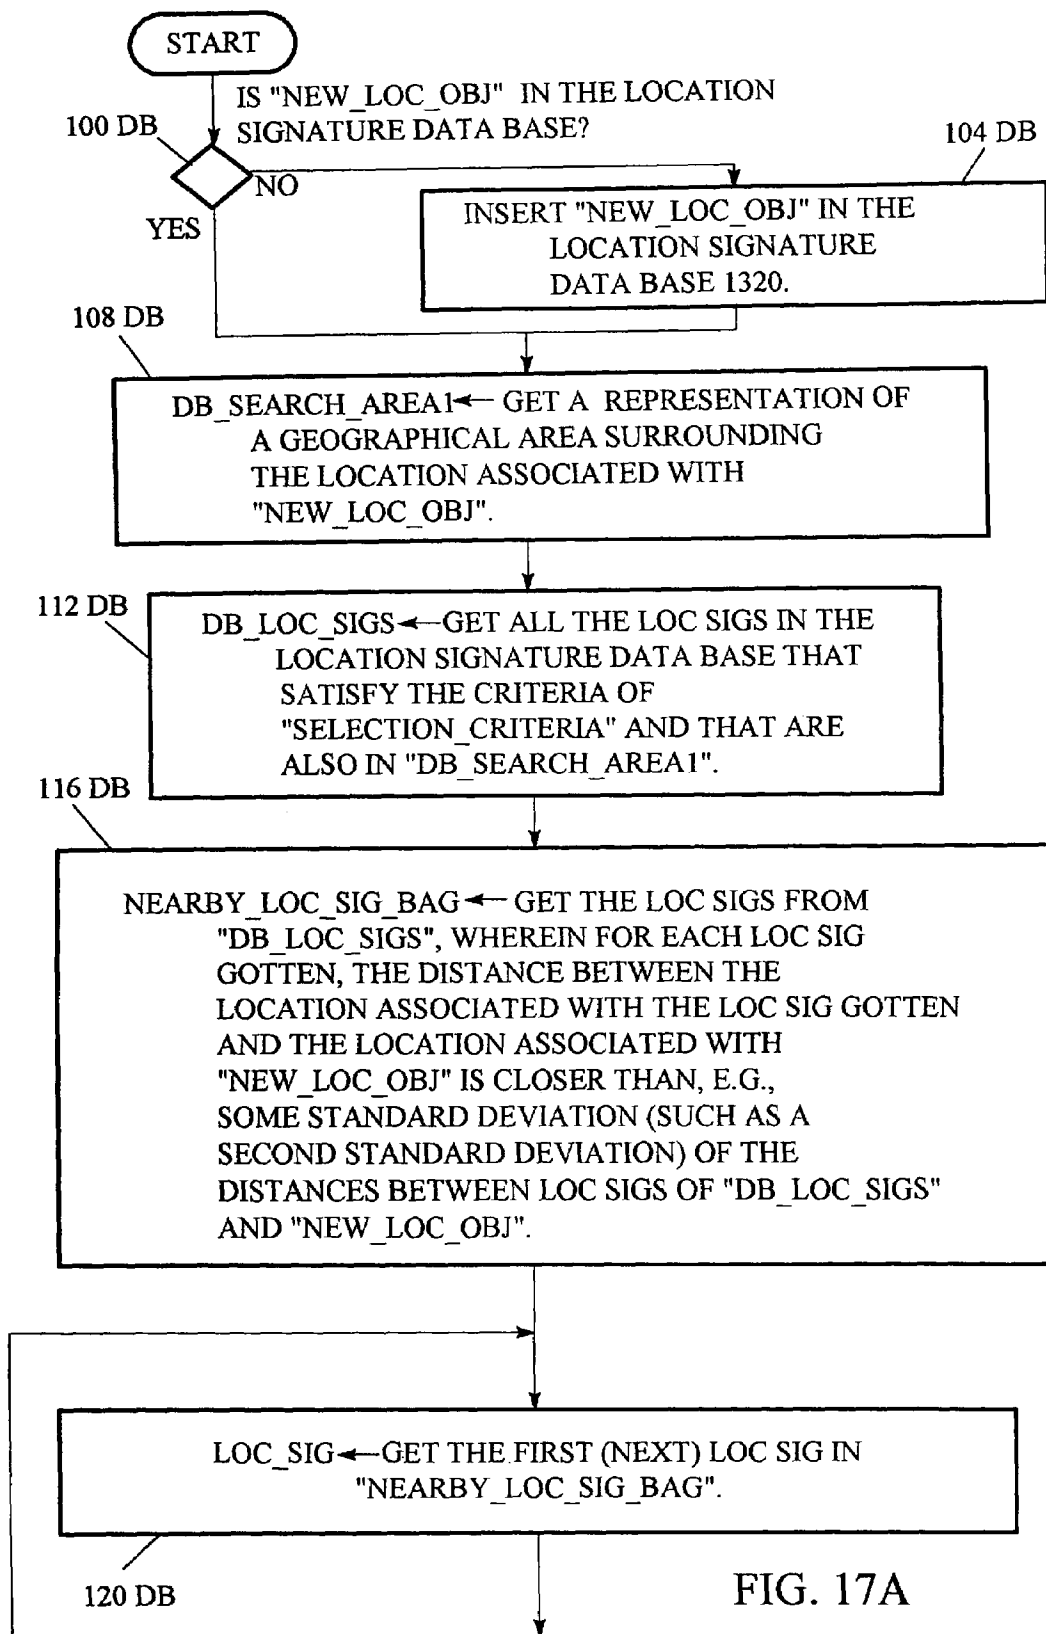 START
IS "NEW_LOC_OBJ" IN THE LOCATION
SIGNATURE DATA BASE?
100 DB
NO
YES
104 DB
INSERT "NEW_LOC_OBJ" IN THE
LOCATION SIGNATURE
DATA BASE 1320.
108 DB
DB_SEARCH_AREA1← GET A REPRESENTATION OF
A GEOGRAPHICAL AREA SURROUNDING
THE LOCATION ASSOCIATED WITH
"NEW_LOC_OBJ".
112 DB
DB_LOC_SIGS←GET ALL THE LOC SIGS IN THE
LOCATION SIGNATURE DATA BASE THAT
SATISFY THE CRITERIA OF
"SELECTION_CRITERIA" AND THAT ARE
ALSO IN "DB_SEARCH_AREA1".
116 DB
NEARBY_LOC_SIG_BAG← GET THE LOC SIGS FROM
"DB_LOC_SIGS", WHEREIN FOR EACH LOC SIG
GOTTEN, THE DISTANCE BETWEEN THE
LOCATION ASSOCIATED WITH THE LOC SIG GOTTEN
AND THE LOCATION ASSOCIATED WITH
"NEW_LOC_OBJ" IS CLOSER THAN, E.G.,
SOME STANDARD DEVIATION (SUCH AS A
SECOND STANDARD DEVIATION) OF THE
DISTANCES BETWEEN LOC SIGS OF "DB_LOC_SIGS"
AND "NEW_LOC_OBJ".
LOC_SIG←GET THE FIRST (NEXT) LOC SIG IN
"NEARBY_LOC_SIG_BAG".
120 DB
FIG. 17A